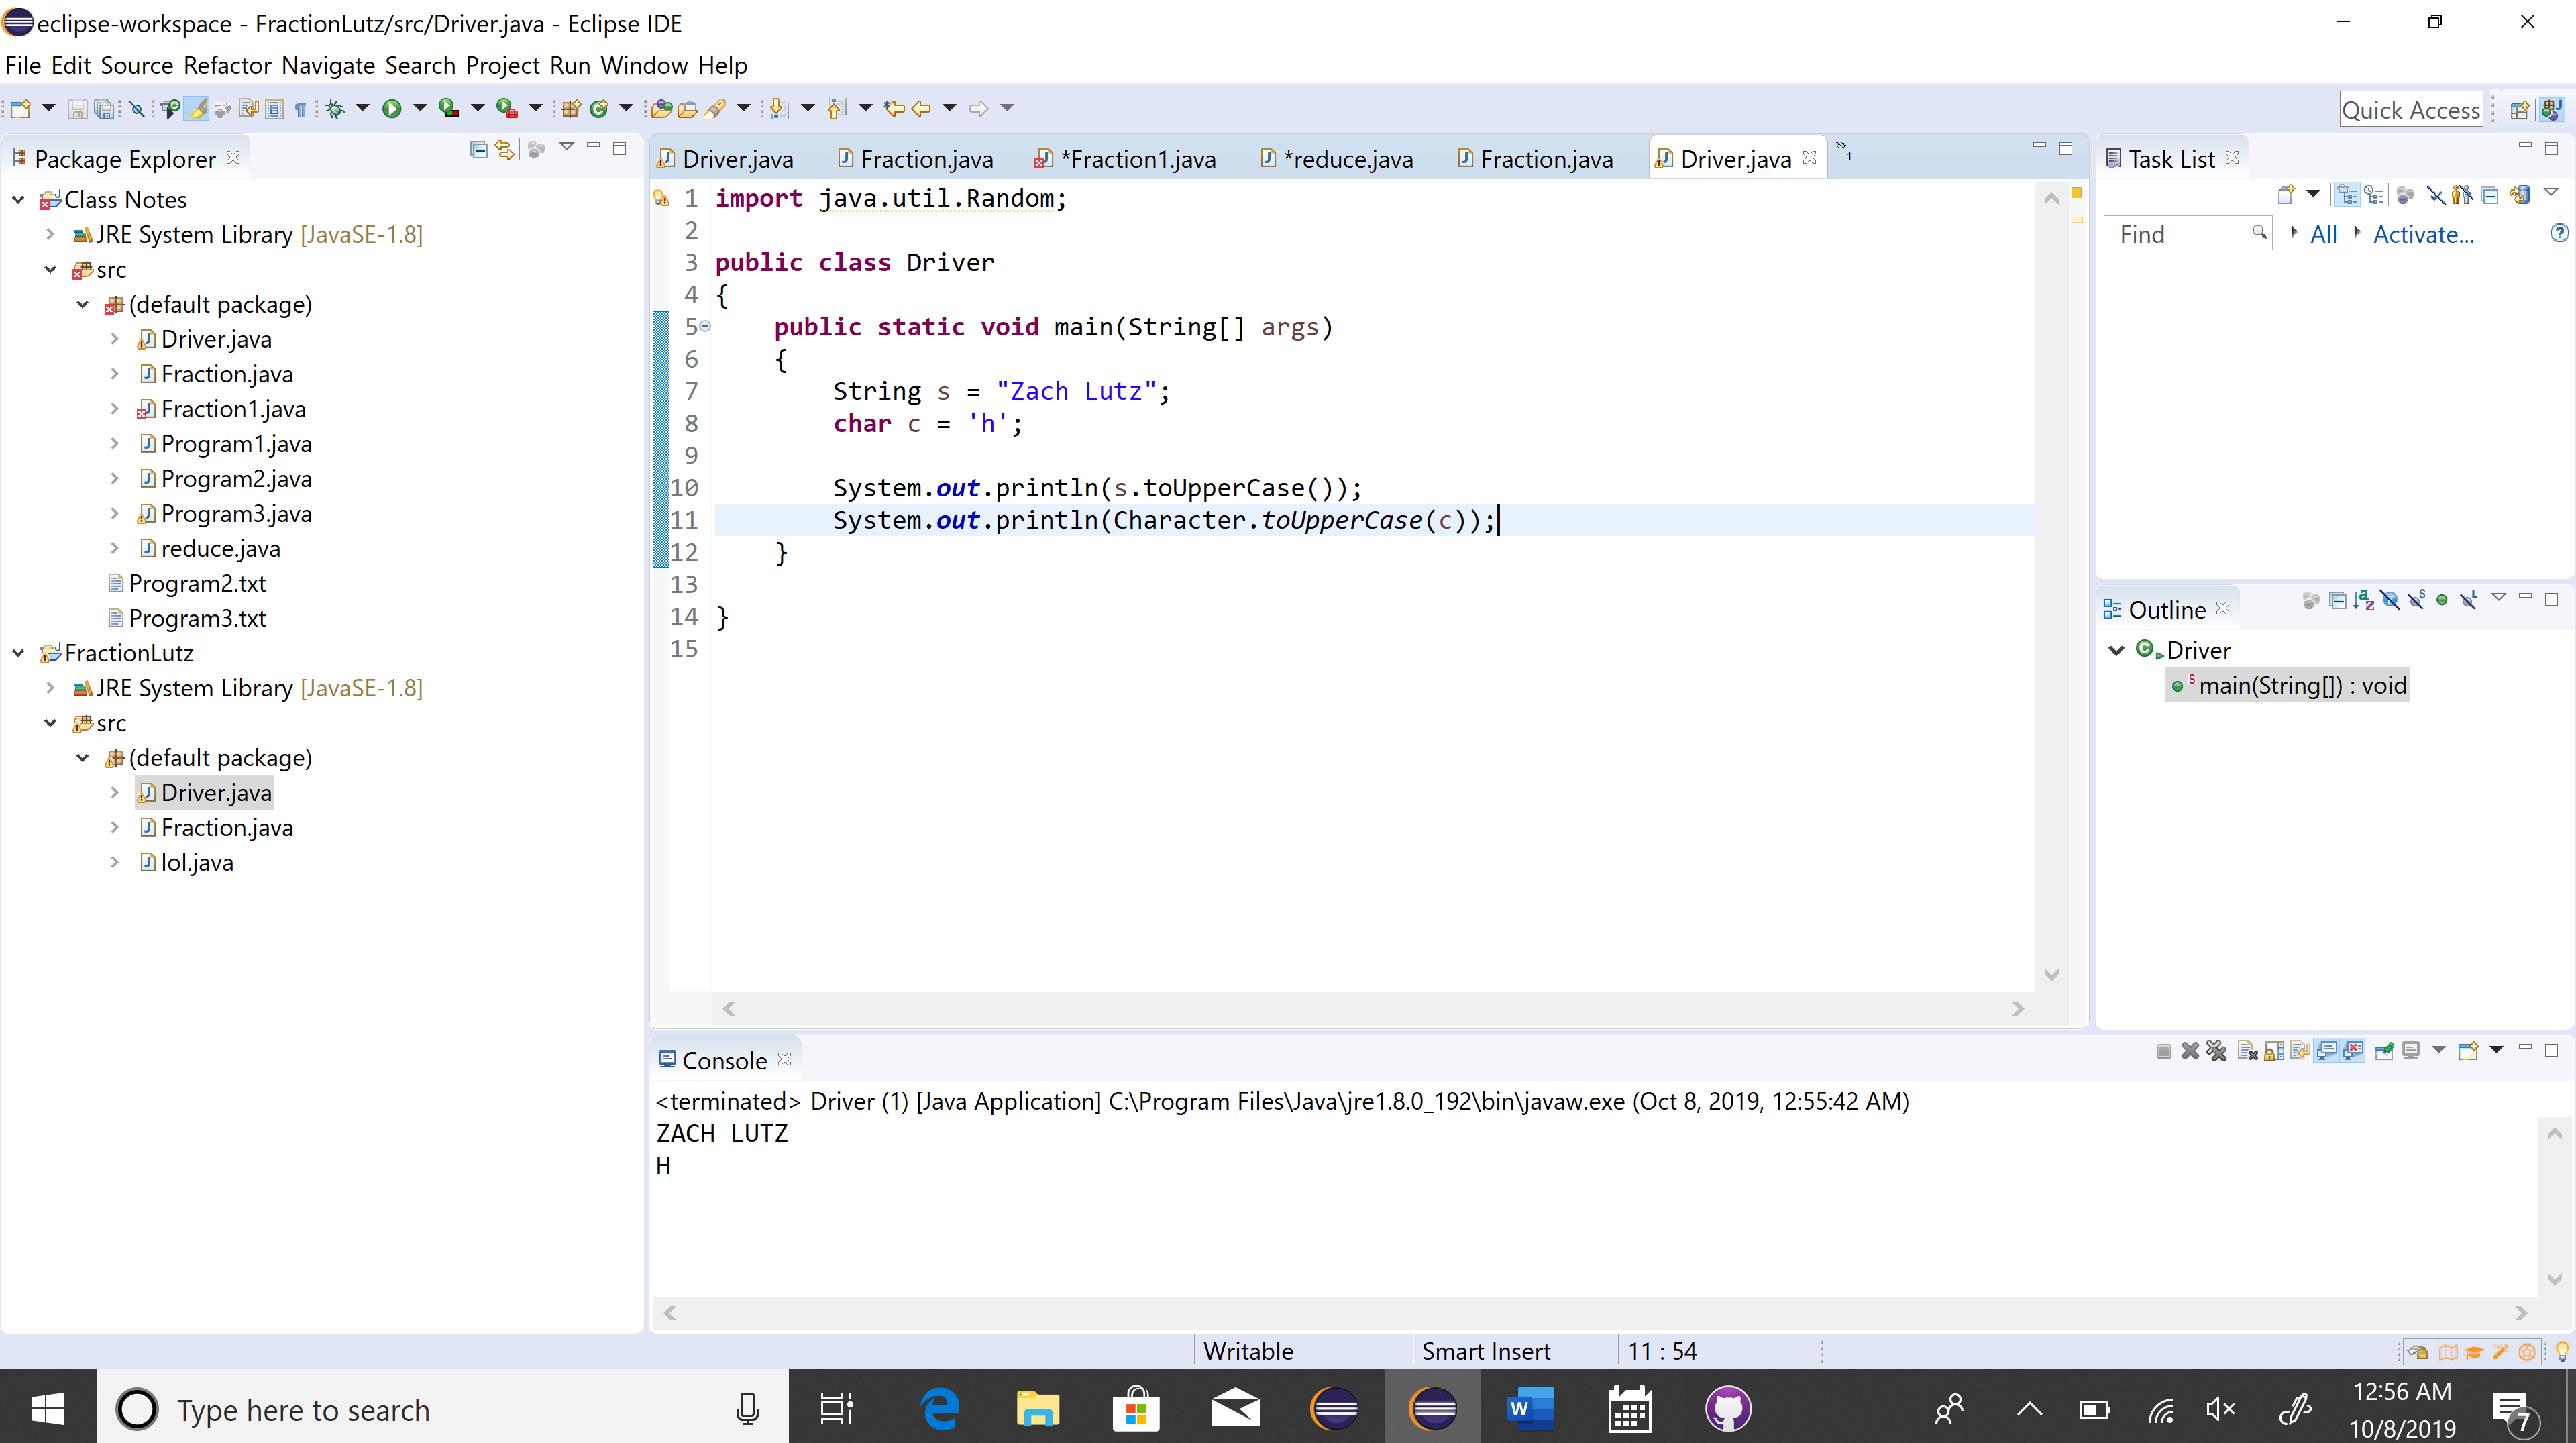 eclipse-workspace - FractionLutz/src/Driver.java - Eclipse IDE
File Edit Source Refactor Navigate Search Project Run Window Help
Quick Access
Package Explorer
Class Notes
JRE System Library [JavaSE-1.8]
src
(default package)
Driver.java
Fraction.java
Fraction1.java
Program1.java
Program2.java
Program3.java
reduce.java
Program2.txt
Program3.txt
FractionLutz
JRE System Library [JavaSE-1.8]
src
(default package)
Driver.java
Fraction.java
lol.java
Driver.java Fraction.java *Fraction1.java *reduce.java Fraction.java Driver.java »1
1 import java.util.Random;
2
3 public class Driver
4 {
5 public static void main(String[] args)
6 {
7 String s = "Zach Lutz";
8 char c = 'h';
9
10 System.out.println(s.toUpperCase());
11 System.out.println(Character.toUpperCase(c));
12 }
13
14 }
15
Task List
Find All Activate...
Outline
Driver
main(String[]) : void
Console
<terminated> Driver (1) [Java Application] C:\Program Files\Java\jre1.8.0_192\bin\javaw.exe (Oct 8, 2019, 12:55:42 AM)
ZACH LUTZ
H
Writable Smart Insert 11 : 54
Type here to search
12:56 AM
10/8/2019
7